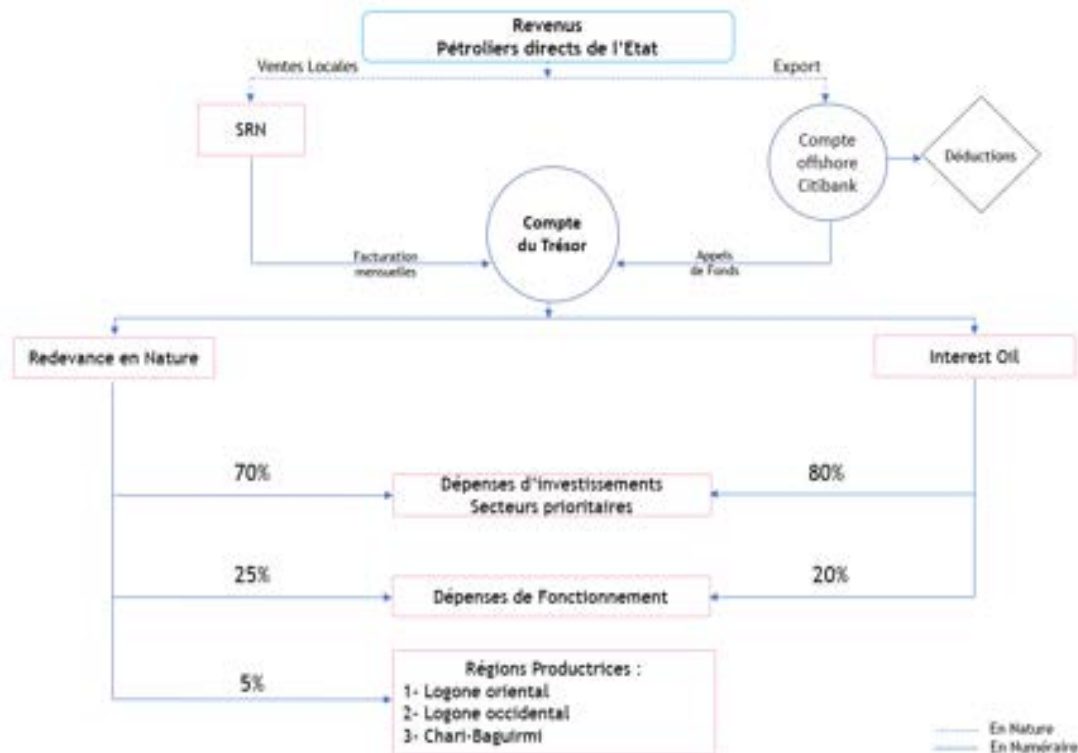 Revenus
Pétroliers directs de l'Etat
Ventes Locales
Export
SRN
Compte
offshore
Citibank
Déductions
Compte
du Trésor
Facturation
mensuelles
Appels
de Fonds
Redevance en Nature
Interest Oil
70%
Dépenses d'investissements
Secteurs prioritaires
80%
25%
Dépenses de Fonctionnement
20%
5%
Régions Productrices :
1- Logone oriental
2- Logone occidental
3- Chari-Baguirmi
En Nature
En Numéraire